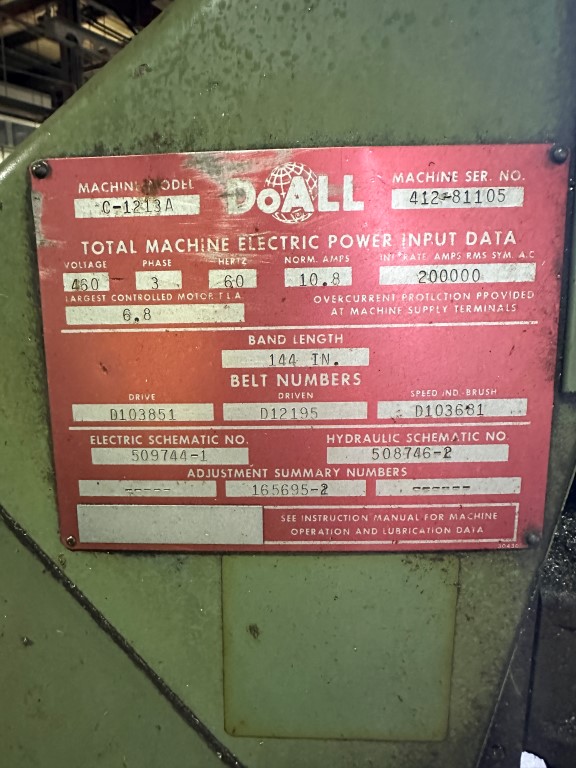 MACHINE MODEL
C-1213A
DoALL
MACHINE SER. NO.
412-81105
TOTAL MACHINE ELECTRIC POWER INPUT DATA
VOLTAGE PHASE HERTZ NORM. AMPS INT. RATE. AMPS RMS SYM. A.C.
460 3 60 10.8 200000
LARGEST CONTROLLED MOTOR F.L.A.
6.8
OVERCURRENT PROTECTION PROVIDED
AT MACHINE SUPPLY TERMINALS
BAND LENGTH
144 IN.
BELT NUMBERS
DRIVE DRIVEN SPEED IND.-BRUSH
D103851 D12195 D103681
ELECTRIC SCHEMATIC NO. HYDRAULIC SCHEMATIC NO.
509744-1 508746-2
ADJUSTMENT SUMMARY NUMBERS
----- 165695-2 ------
SEE INSTRUCTION MANUAL FOR MACHINE
OPERATION AND LUBRICATION DATA